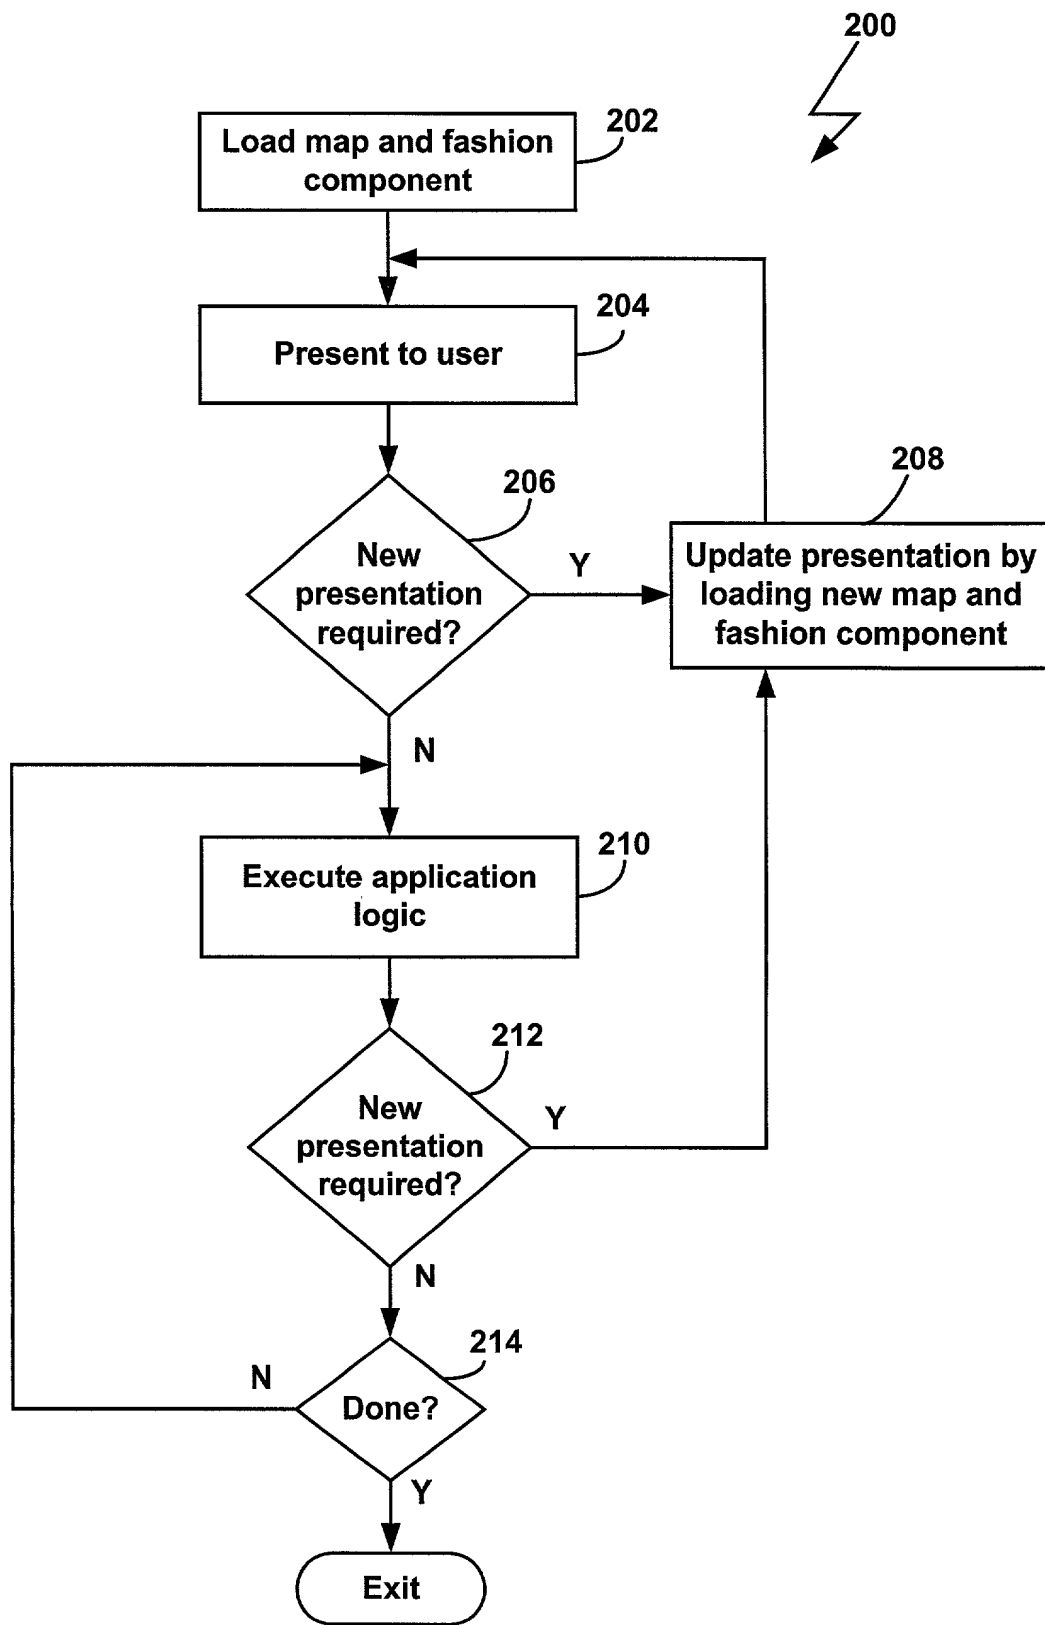 200
202
Load map and fashion
component
204
Present to user
206
New
presentation
required?
Y
208
Update presentation by
loading new map and
fashion component
N
210
Execute application
logic
212
New
presentation
required?
Y
N
214
N
Done?
Y
Exit